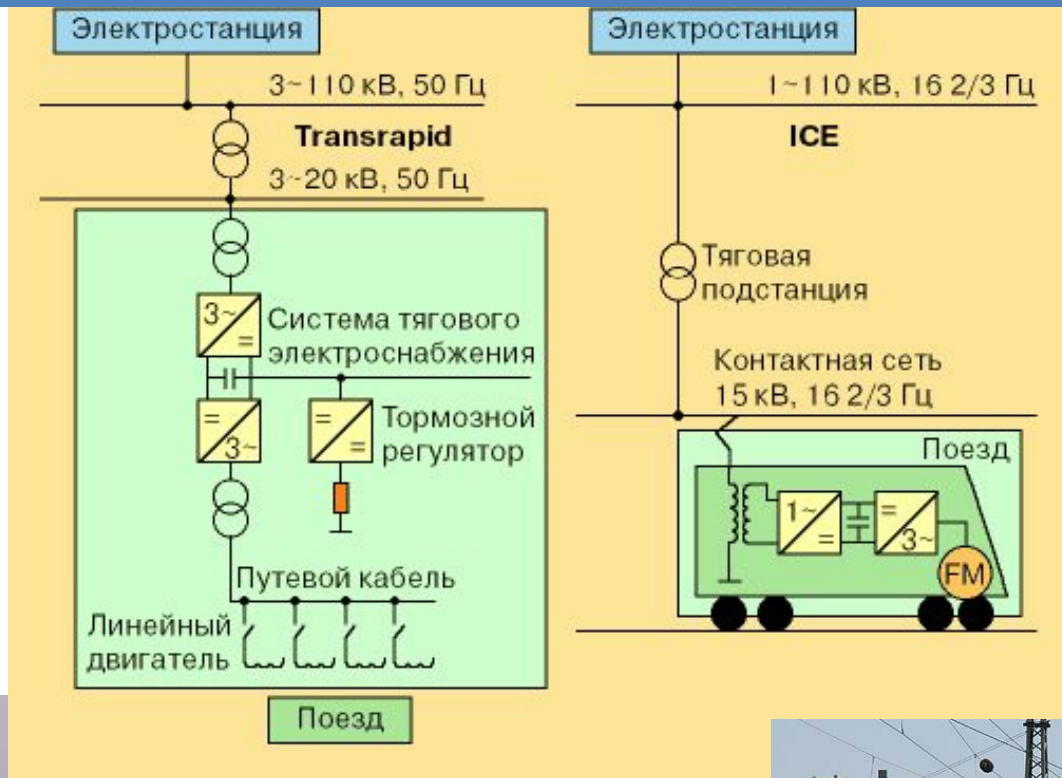 Электростанция
3~110 кВ, 50 Гц
Transrapid
3~20 кВ, 50 Гц
3~
=
Система тягового
электроснабжения
=
3~
=
=
Тормозной
регулятор
Путевой кабель
Линейный
двигатель
Поезд
Электростанция
1~110 кВ, 16 2/3 Гц
ICE
Тяговая
подстанция
Контактная сеть
15 кВ, 16 2/3 Гц
Поезд
1~
=
=
3~
FM